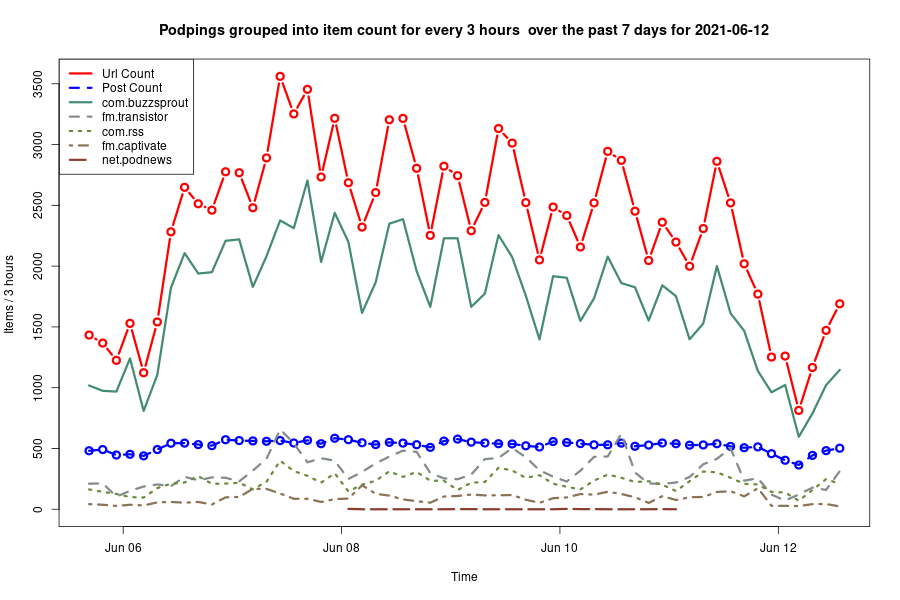 Podpings grouped into item count for every 3 hours  over the past 7 days for 2021-06-12
Url Count
Post Count
com.buzzsprout
fm.transistor
com.rss
fm.captivate
net.podnews
Items / 3 hours
3500
3000
2500
2000
1500
1000
500
0
Jun 06
Jun 08
Jun 10
Jun 12
Time